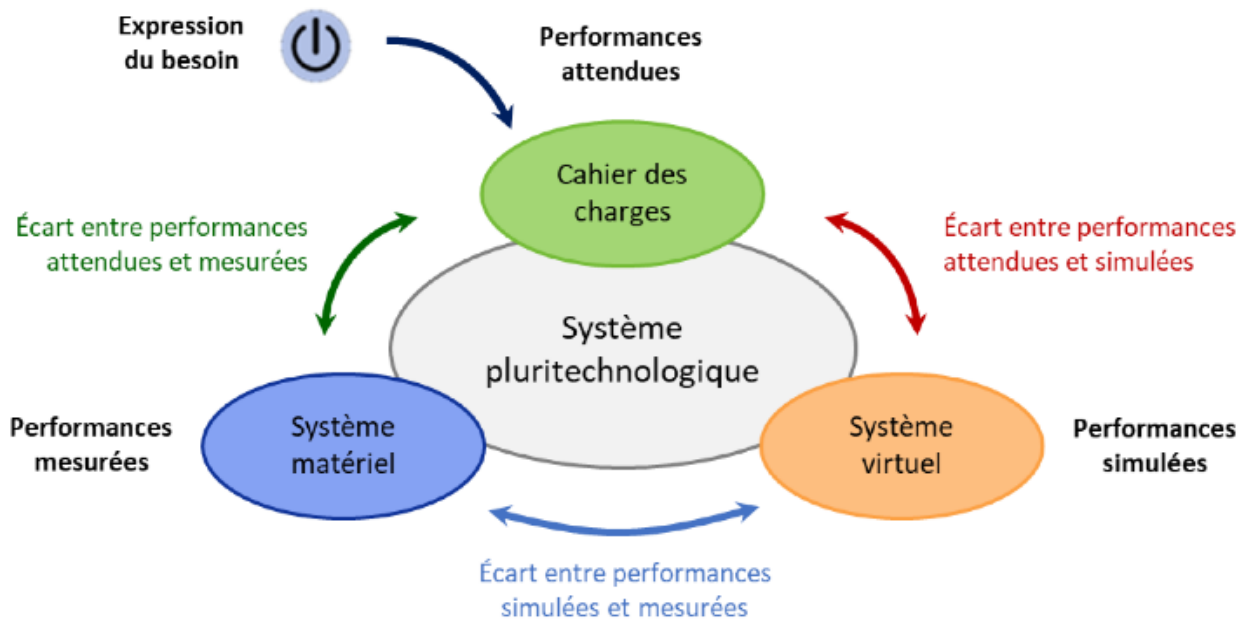 Expression
du besoin
Performances
attendues
Cahier des
charges
Écart entre performances
attendues et mesurées
Écart entre performances
attendues et simulées
Système
pluritechnologique
Performances
mesurées
Système
matériel
Système
virtuel
Performances
simulées
Écart entre performances
simulées et mesurées